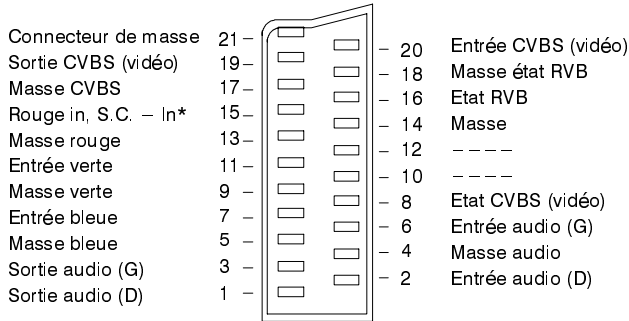 Connecteur de masse 21 –
Sortie CVBS (vidéo) 19 –
Masse CVBS 17 –
Rouge in, S.C. – In* 15 –
Masse rouge 13 –
Entrée verte 11 –
Masse verte 9 –
Entrée bleue 7 –
Masse bleue 5 –
Sortie audio (G) 3 –
Sortie audio (D) 1 –
– 20 Entrée CVBS (vidéo)
– 18 Masse état RVB
– 16 Etat RVB
– 14 Masse
– 12 – – – –
– 10 – – – –
– 8 Etat CVBS (vidéo)
– 6 Entrée audio (G)
– 4 Masse audio
– 2 Entrée audio (D)